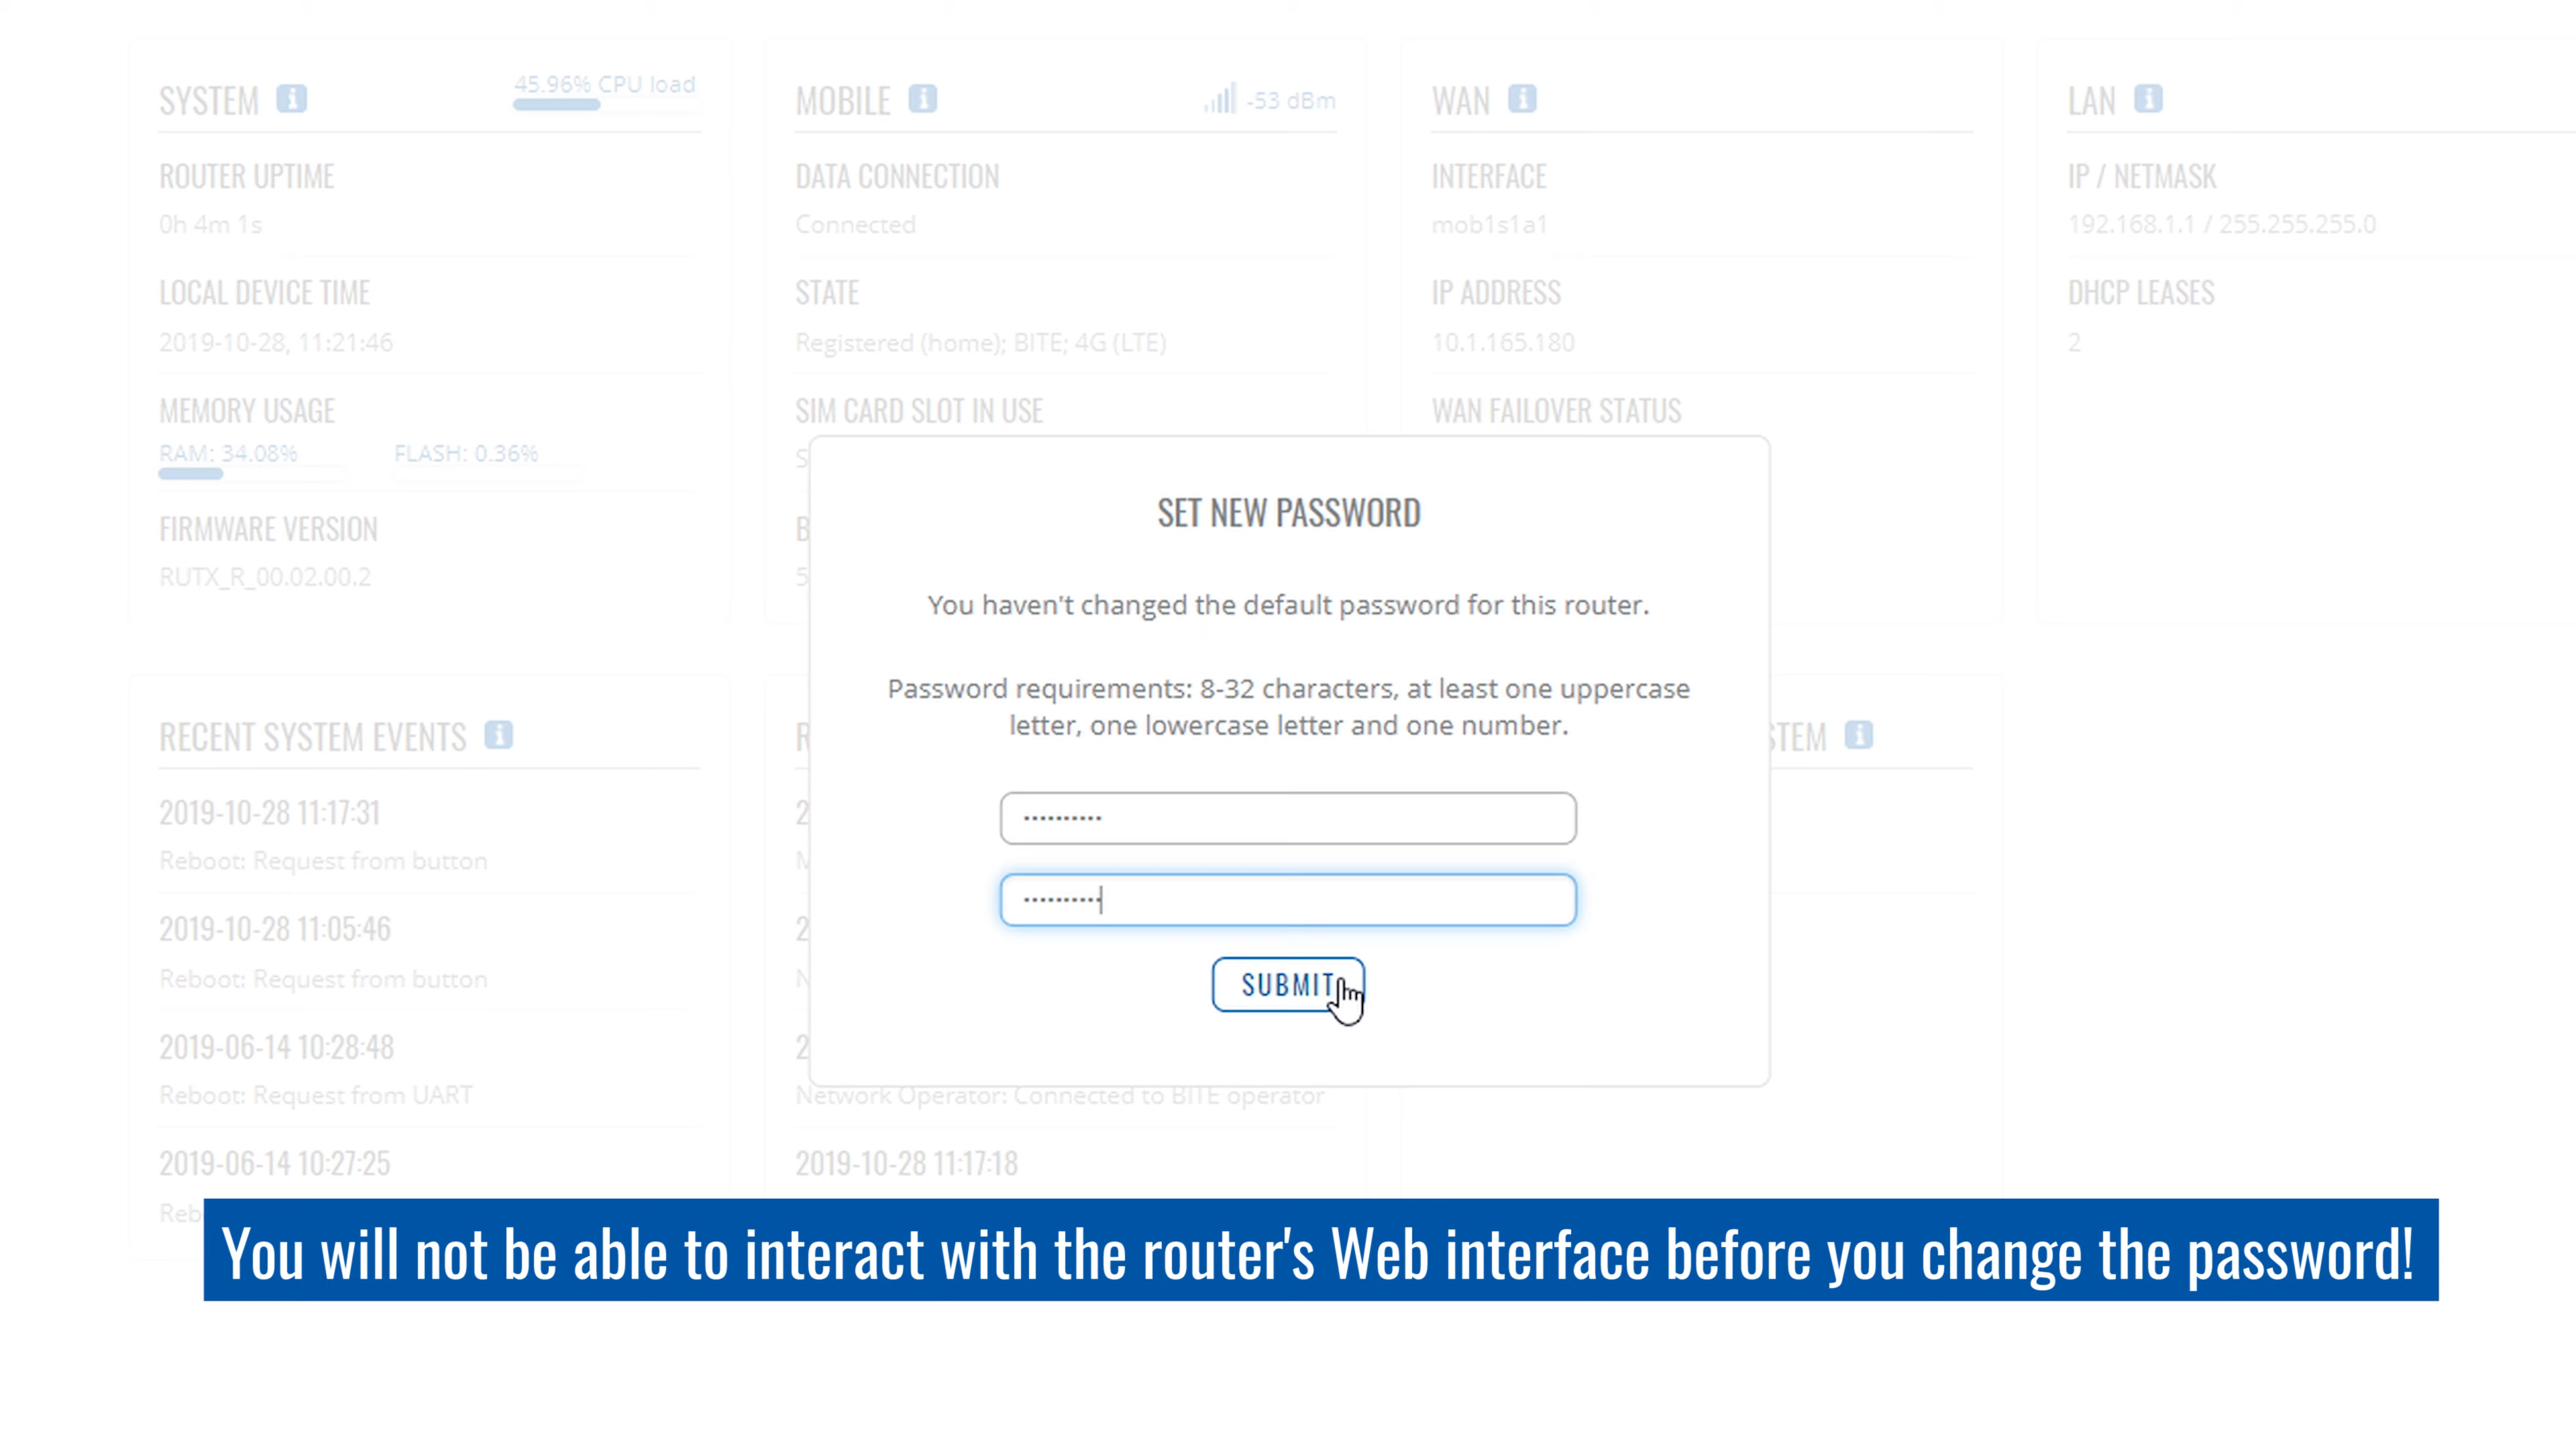 SYSTEM
45.96% CPU load
ROUTER UPTIME
0h 4m 1s
LOCAL DEVICE TIME
2019-10-28, 11:21:46
MEMORY USAGE
RAM: 34.08% FLASH: 0.36%
FIRMWARE VERSION
RUTX_R_00.02.00.2
MOBILE
-53 dBm
DATA CONNECTION
Connected
STATE
Registered (home); BITE; 4G (LTE)
SIM CARD SLOT IN USE
WAN
INTERFACE
mob1s1a1
IP ADDRESS
10.1.165.180
WAN FAILOVER STATUS
LAN
IP / NETMASK
192.168.1.1 / 255.255.255.0
DHCP LEASES
2
SET NEW PASSWORD
You haven't changed the default password for this router.
Password requirements: 8-32 characters, at least one uppercase
letter, one lowercase letter and one number.
SUBMIT
RECENT SYSTEM EVENTS
2019-10-28 11:17:31
Reboot: Request from button
2019-10-28 11:05:46
Reboot: Request from button
2019-06-14 10:28:48
Reboot: Request from UART
2019-06-14 10:27:25
Network Operator: Connected to BITE operator
2019-10-28 11:17:18
You will not be able to interact with the router's Web interface before you change the password!